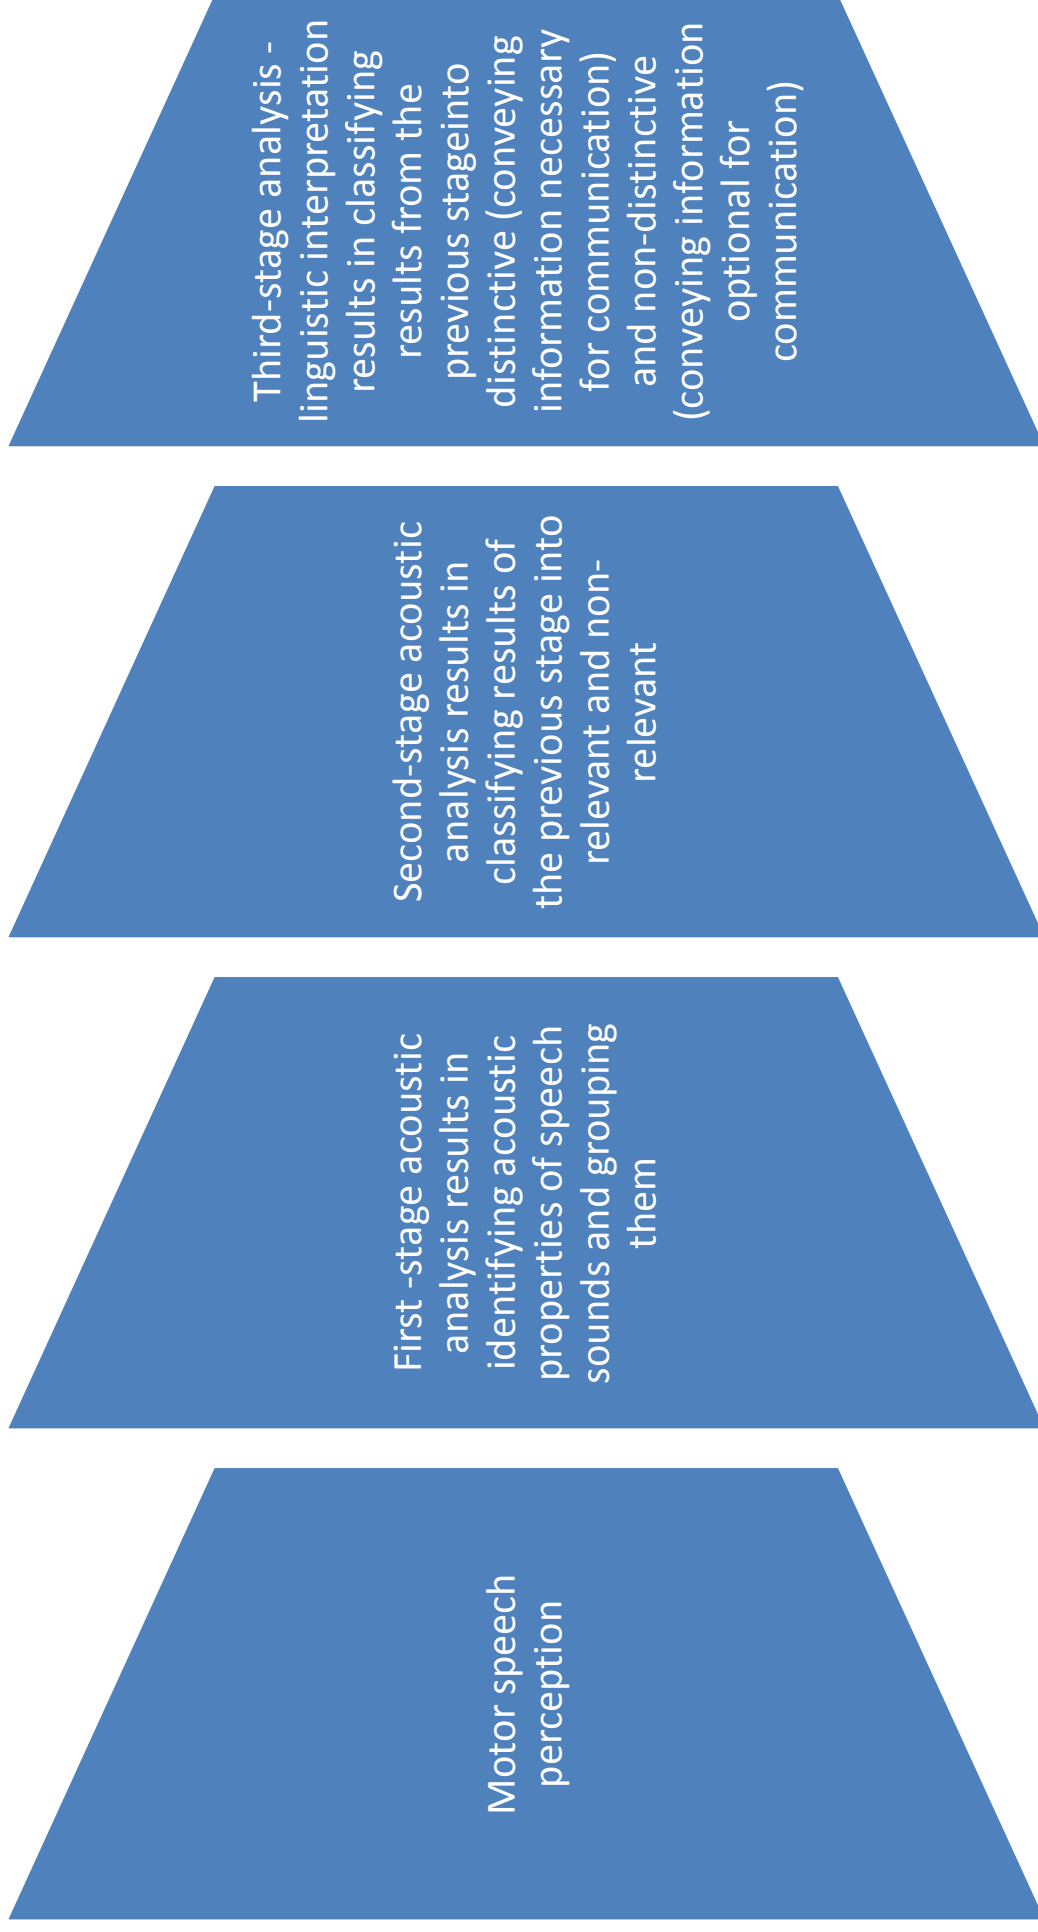 Motor speech
perception
First -stage acoustic
analysis results in
identifying acoustic
properties of speech
sounds and grouping
them
Second-stage acoustic
analysis results in
classifying results of
the previous stage into
relevant and non-
relevant
Third-stage analysis -
linguistic interpretation
results in classifying
results from the
previous stageinto
distinctive (conveying
information necessary
for communication)
and non-distinctive
(conveying information
optional for
communication)